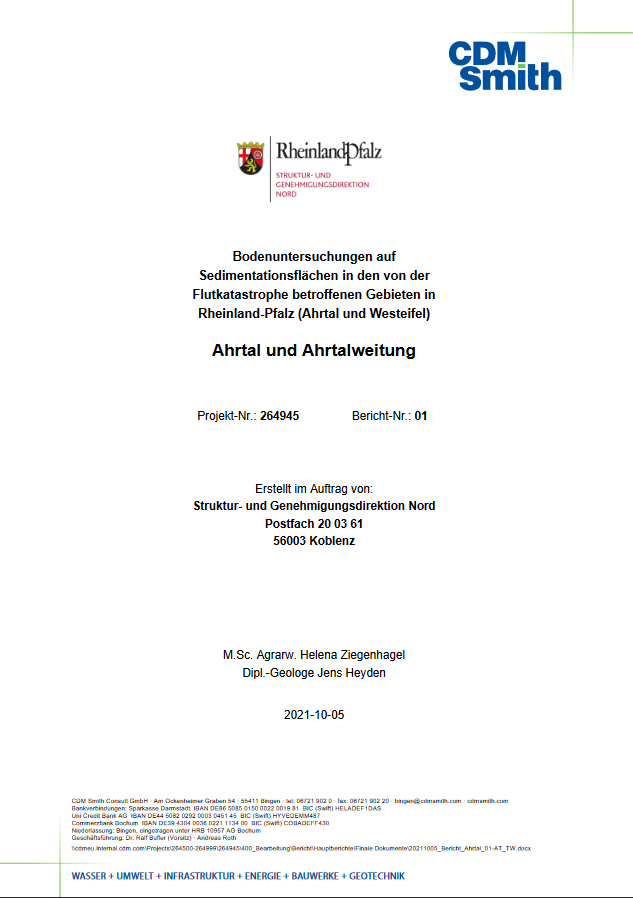 CDM
Smith
RheinlandPfalz
STRUKTUR- UND
GENEHMIGUNGSDIREKTION
NORD
Bodenuntersuchungen auf
Sedimentationsflächen in den von der
Flutkatastrophe betroffenen Gebieten in
Rheinland-Pfalz (Ahrtal und Westeifel)
Ahrtal und Ahrtalweitung
Projekt-Nr.: 264945 Bericht-Nr.: 01
Erstellt im Auftrag von:
Struktur- und Genehmigungsdirektion Nord
Postfach 20 03 61
56003 Koblenz
M.Sc. Agrarw. Helena Ziegenhagel
Dipl.-Geologe Jens Heyden
2021-10-05
CDM Smith Consult GmbH · Am Ockenheimer Graben 54 · 55411 Bingen · tel: 06721 902 0 · fax: 06721 902 20 · bingen@cdmsmith.com · cdmsmith.com
Bankverbindungen: Sparkasse Darmstadt IBAN DE86 5085 0150 0022 0019 81 BIC (Swift) HELADEF1DAS
Uni Credit Bank AG IBAN DE44 5082 0292 0003 0451 45 BIC (Swift) HYVEDEMM487
Commerzbank Bochum IBAN DE39 4304 0036 0221 1134 00 BIC (Swift) COBADEFF430
Niederlassung: Bingen, eingetragen unter HRB 10957 AG Bochum
Geschäftsführung: Dr. Ralf Bufler (Vorsitz) · Andreas Roth
\\cdmeu.internal.cdm.com\Projects\264500-264999\264945\400_Bearbeitung\Bericht\Hauptberichte\Finale Dokumente\20211005_Bericht_Ahrtal_01-AT_TW.docx
WASSER + UMWELT + INFRASTRUKTUR + ENERGIE + BAUWERKE + GEOTECHNIK